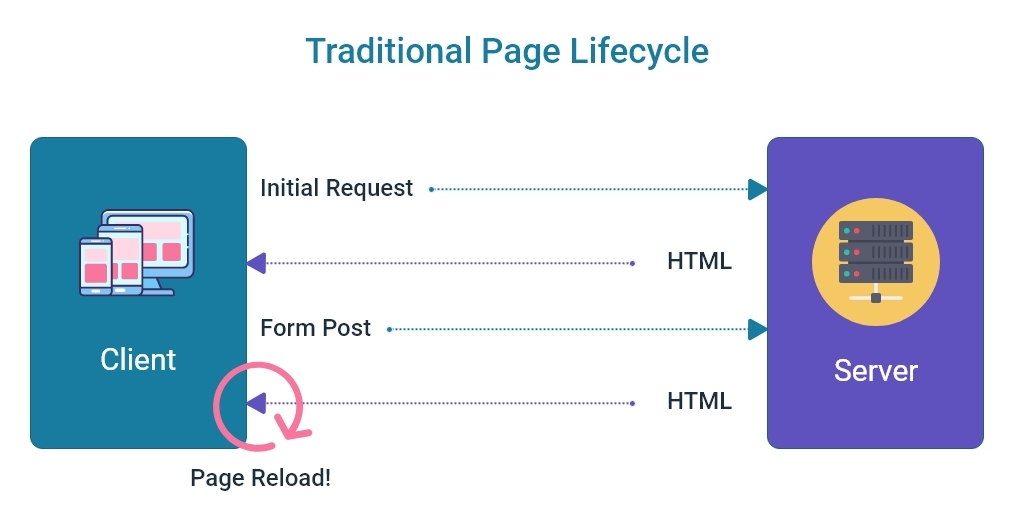 Traditional Page Lifecycle
Initial Request
HTML
Form Post
HTML
Client
Server
Page Reload!